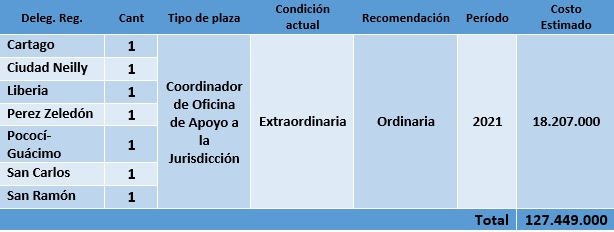 Deleg. Reg. Cant Tipo de plaza Condición actual Recomendación Período Costo Estimado
Cartago 1
Ciudad Neilly 1
Liberia 1
Perez Zeledón 1
Pococí-
Guácimo 1
San Carlos 1
San Ramón 1
Coordinador
de Oficina
de Apoyo a
la
Jurisdicción
Extraordinaria
Ordinaria
2021
18.207.000
Total 127.449.000